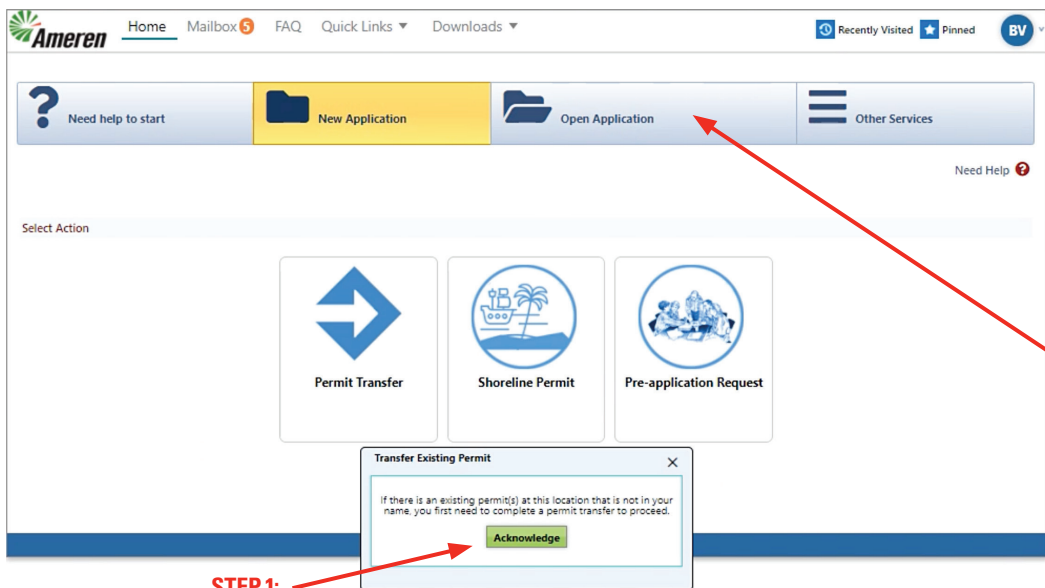 Ameren Home Mailbox 5 FAQ Quick Links Downloads Recently Visited Pinned BV
? Need help to start New Application Open Application Other Services
Need Help ?
Select Action
Permit Transfer Shoreline Permit Pre-application Request
Transfer Existing Permit X
If there is an existing permit(s) at this location that is not in your
name, you first need to complete a permit transfer to proceed.
Acknowledge
STEP 1: